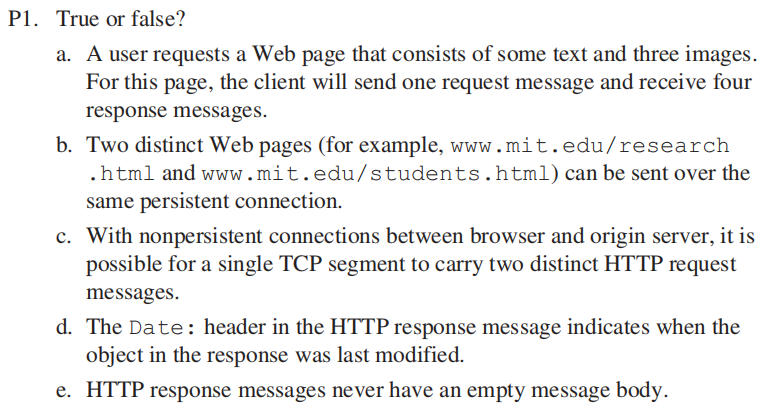 P1. True or false?
a. A user requests a Web page that consists of some text and three images.
For this page, the client will send one request message and receive four
response messages.
b. Two distinct Web pages (for example, www.mit.edu/research
.html and www.mit.edu/students.html) can be sent over the
same persistent connection.
c. With nonpersistent connections between browser and origin server, it is
possible for a single TCP segment to carry two distinct HTTP request
messages.
d. The Date: header in the HTTP response message indicates when the
object in the response was last modified.
e. HTTP response messages never have an empty message body.